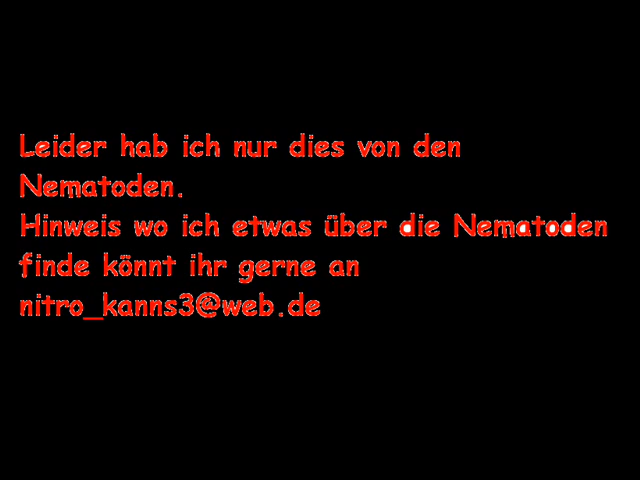 Leider hab ich nur dies von den
Nematoden.
Hinweis wo ich etwas über die Nematoden
finde könnt ihr gerne an
nitro_kanns3@web.de